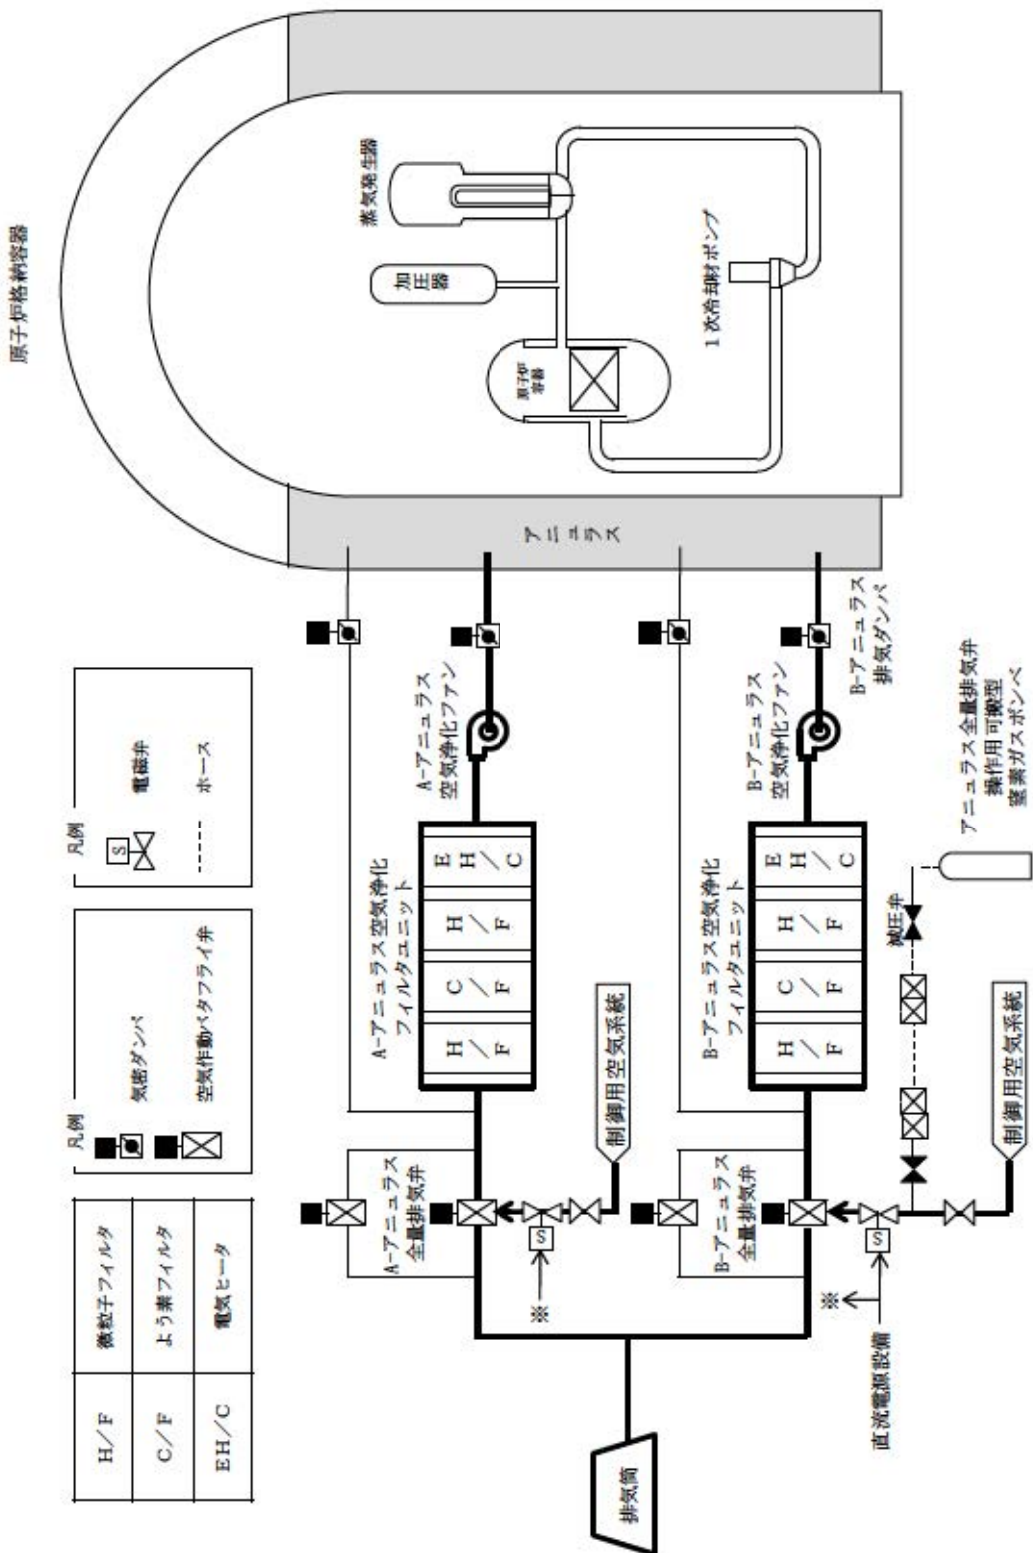 原子炉格納容器
蒸気発生器
加圧
器
原子炉
容器
1次冷却材ポンプ
アニュラス
凡例
電磁弁
S
ホース
凡例
気密ダンパ
空気作動バタフライ弁
H/F
微粒子フィルタ
C/F
よう素フィルタ
EH/C
電気ヒータ
A-アニュラス
空気浄化ファン
A-アニュラス空気浄化
フィルタユニット
H/F
C/F
H/F
EH/C
A-アニュラス
全量排気弁
制御用空気系統
S
※
B-アニュラス
排気ダンパ
B-アニュラス
空気浄化ファン
B-アニュラス空気浄化
フィルタユニット
H/F
C/F
H/F
EH/C
B-アニュラス
全量排気弁
制御用空気系統
S
※
直流電源設備
減圧弁
アニュラス全量排気弁
操作用可搬型
窒素ガスボンベ
排気筒